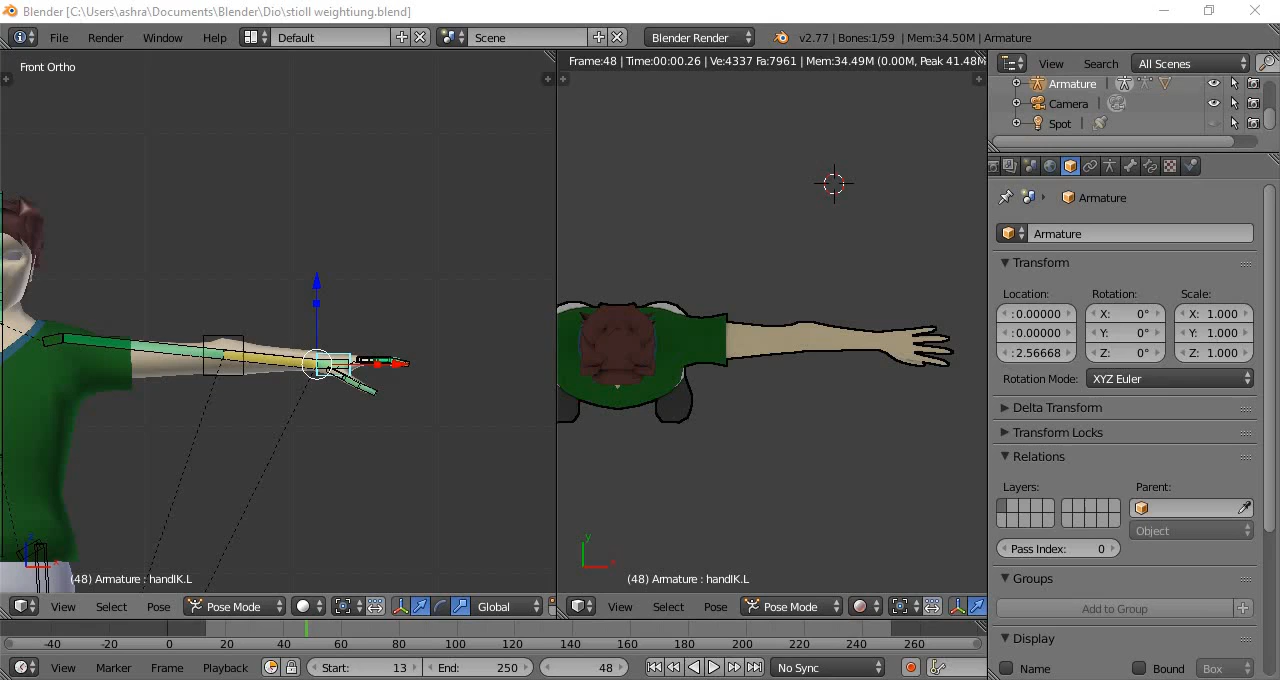 Blender [C:\Users\ashra\Documents\Blender\Dio\stioll weightiung.blend]
File Render Window Help Default Scene Blender Render v2.77 | Bones:1/59 | Mem:34.50M | Armature
Front Ortho
Frame:48 | Time:00:00.26 | Ve:4337 Fa:7961 | Mem:34.49M (0.00M, Peak 41.48M
View Search All Scenes
Armature
Camera
Spot
Armature
Armature
Transform
Location: Rotation: Scale:
: 0.00000 X: 0° X: 1.000
: 0.00000 Y: 0° Y: 1.000
: 2.56668 Z: 0° Z: 1.000
Rotation Mode: XYZ Euler
Delta Transform
Transform Locks
Relations
Layers: Parent:
Object
Pass Index: 0
Groups
Add to Group
Display
Name Bound Box
y
(48) Armature : handIK.L
(48) Armature : handIK.L
View Select Pose Pose Mode Global
View Select Pose Pose Mode
-40 -20 0 20 40 60 80 100 120 140 160 180 200 220 240 260
View Marker Frame Playback Start: 13 End: 250 48 No Sync